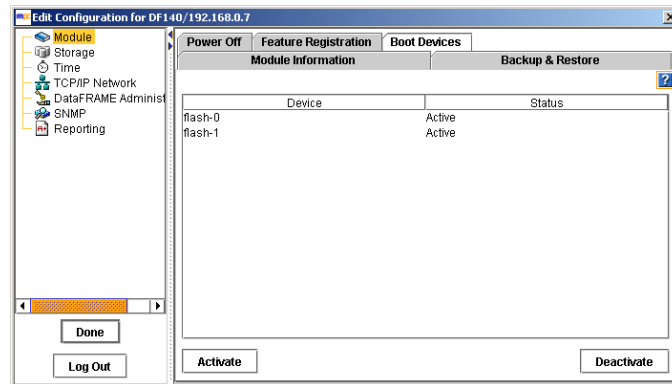 Edit Configuration for DF140/192.168.0.7
Module
Storage
Time
TCP/IP Network
DataFRAME Administ
SNMP
Reporting
Done
Log Out
Power Off Feature Registration Boot Devices
Module Information Backup & Restore
?
Device Status
flash-0 Active
flash-1 Active
Activate Deactivate